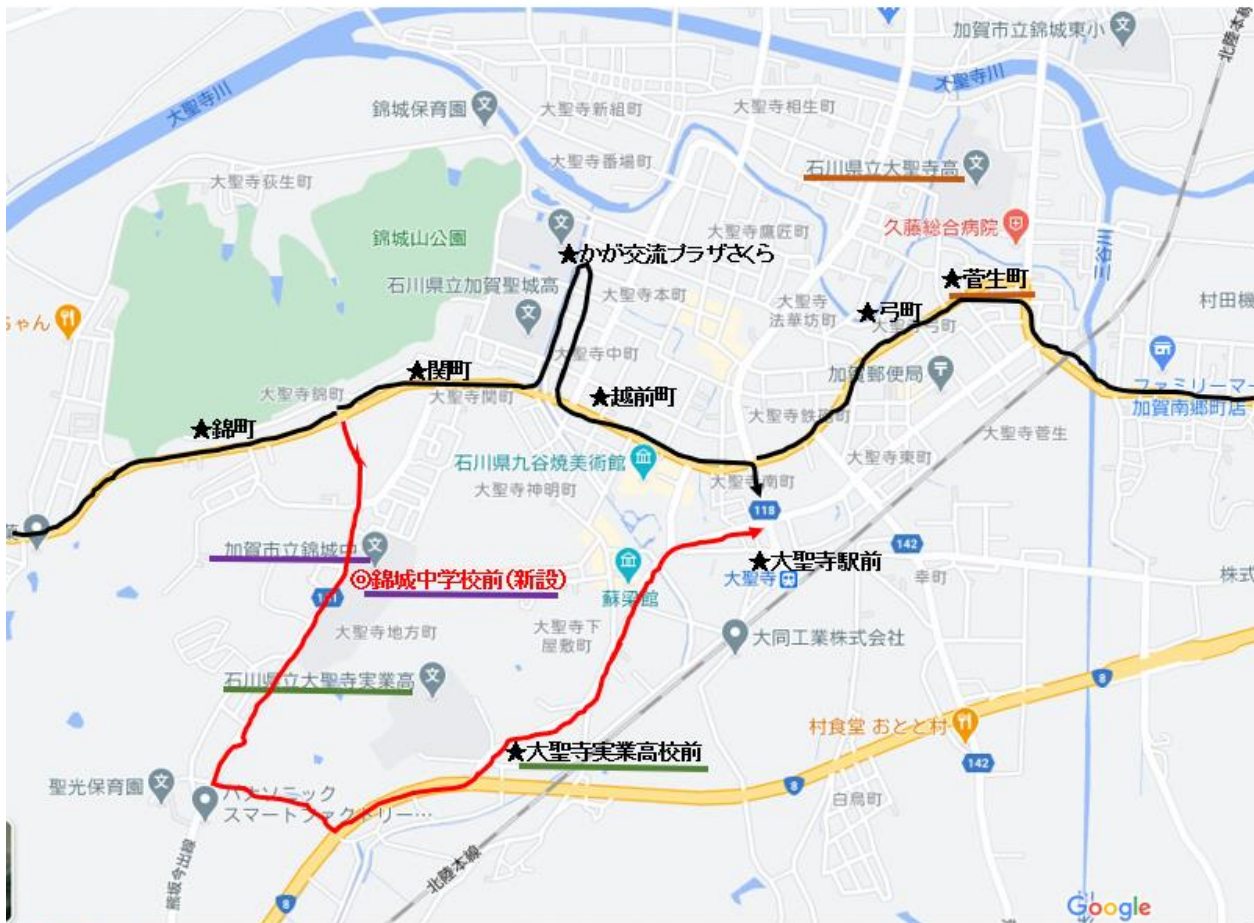 加賀市立錦城東小
北陸本線
大聖寺川
大聖寺川
錦城保育園
大聖寺新組町
大聖寺相生町
大聖寺番場町
石川県立大聖寺高
大聖寺荻生町
久藤総合病院
大聖寺鷹匠町
錦城山公園
★かが交流プラザさくら
三谷川
石川県立加賀聖城高
大聖寺本町
★菅生町
村田機
大聖寺
法華坊町
★弓町
大聖寺弓町
ちゃん
大聖寺中町
★関町
加賀郵便局
ファミリーマー
加賀南郷町店
大聖寺錦町
大聖寺関町
★越前町
大聖寺鉄砲町
★錦町
大聖寺菅生
大聖寺東町
石川県九谷焼美術館
大聖寺神明町
大聖寺南町
118
加賀市立錦城中
142
★大聖寺駅前
◎錦城中学校前(新設)
大聖寺
幸町
株式
蘇梁館
大聖寺地方町
大聖寺下
屋敷町
大同工業株式会社
石川県立大聖寺実業高
8
村食堂 おとと村
★大聖寺実業高校前
142
聖光保育園
パナソニック
スマートファクトリー…
8
白鳥町
熊坂今出線
北陸本線
8
Google